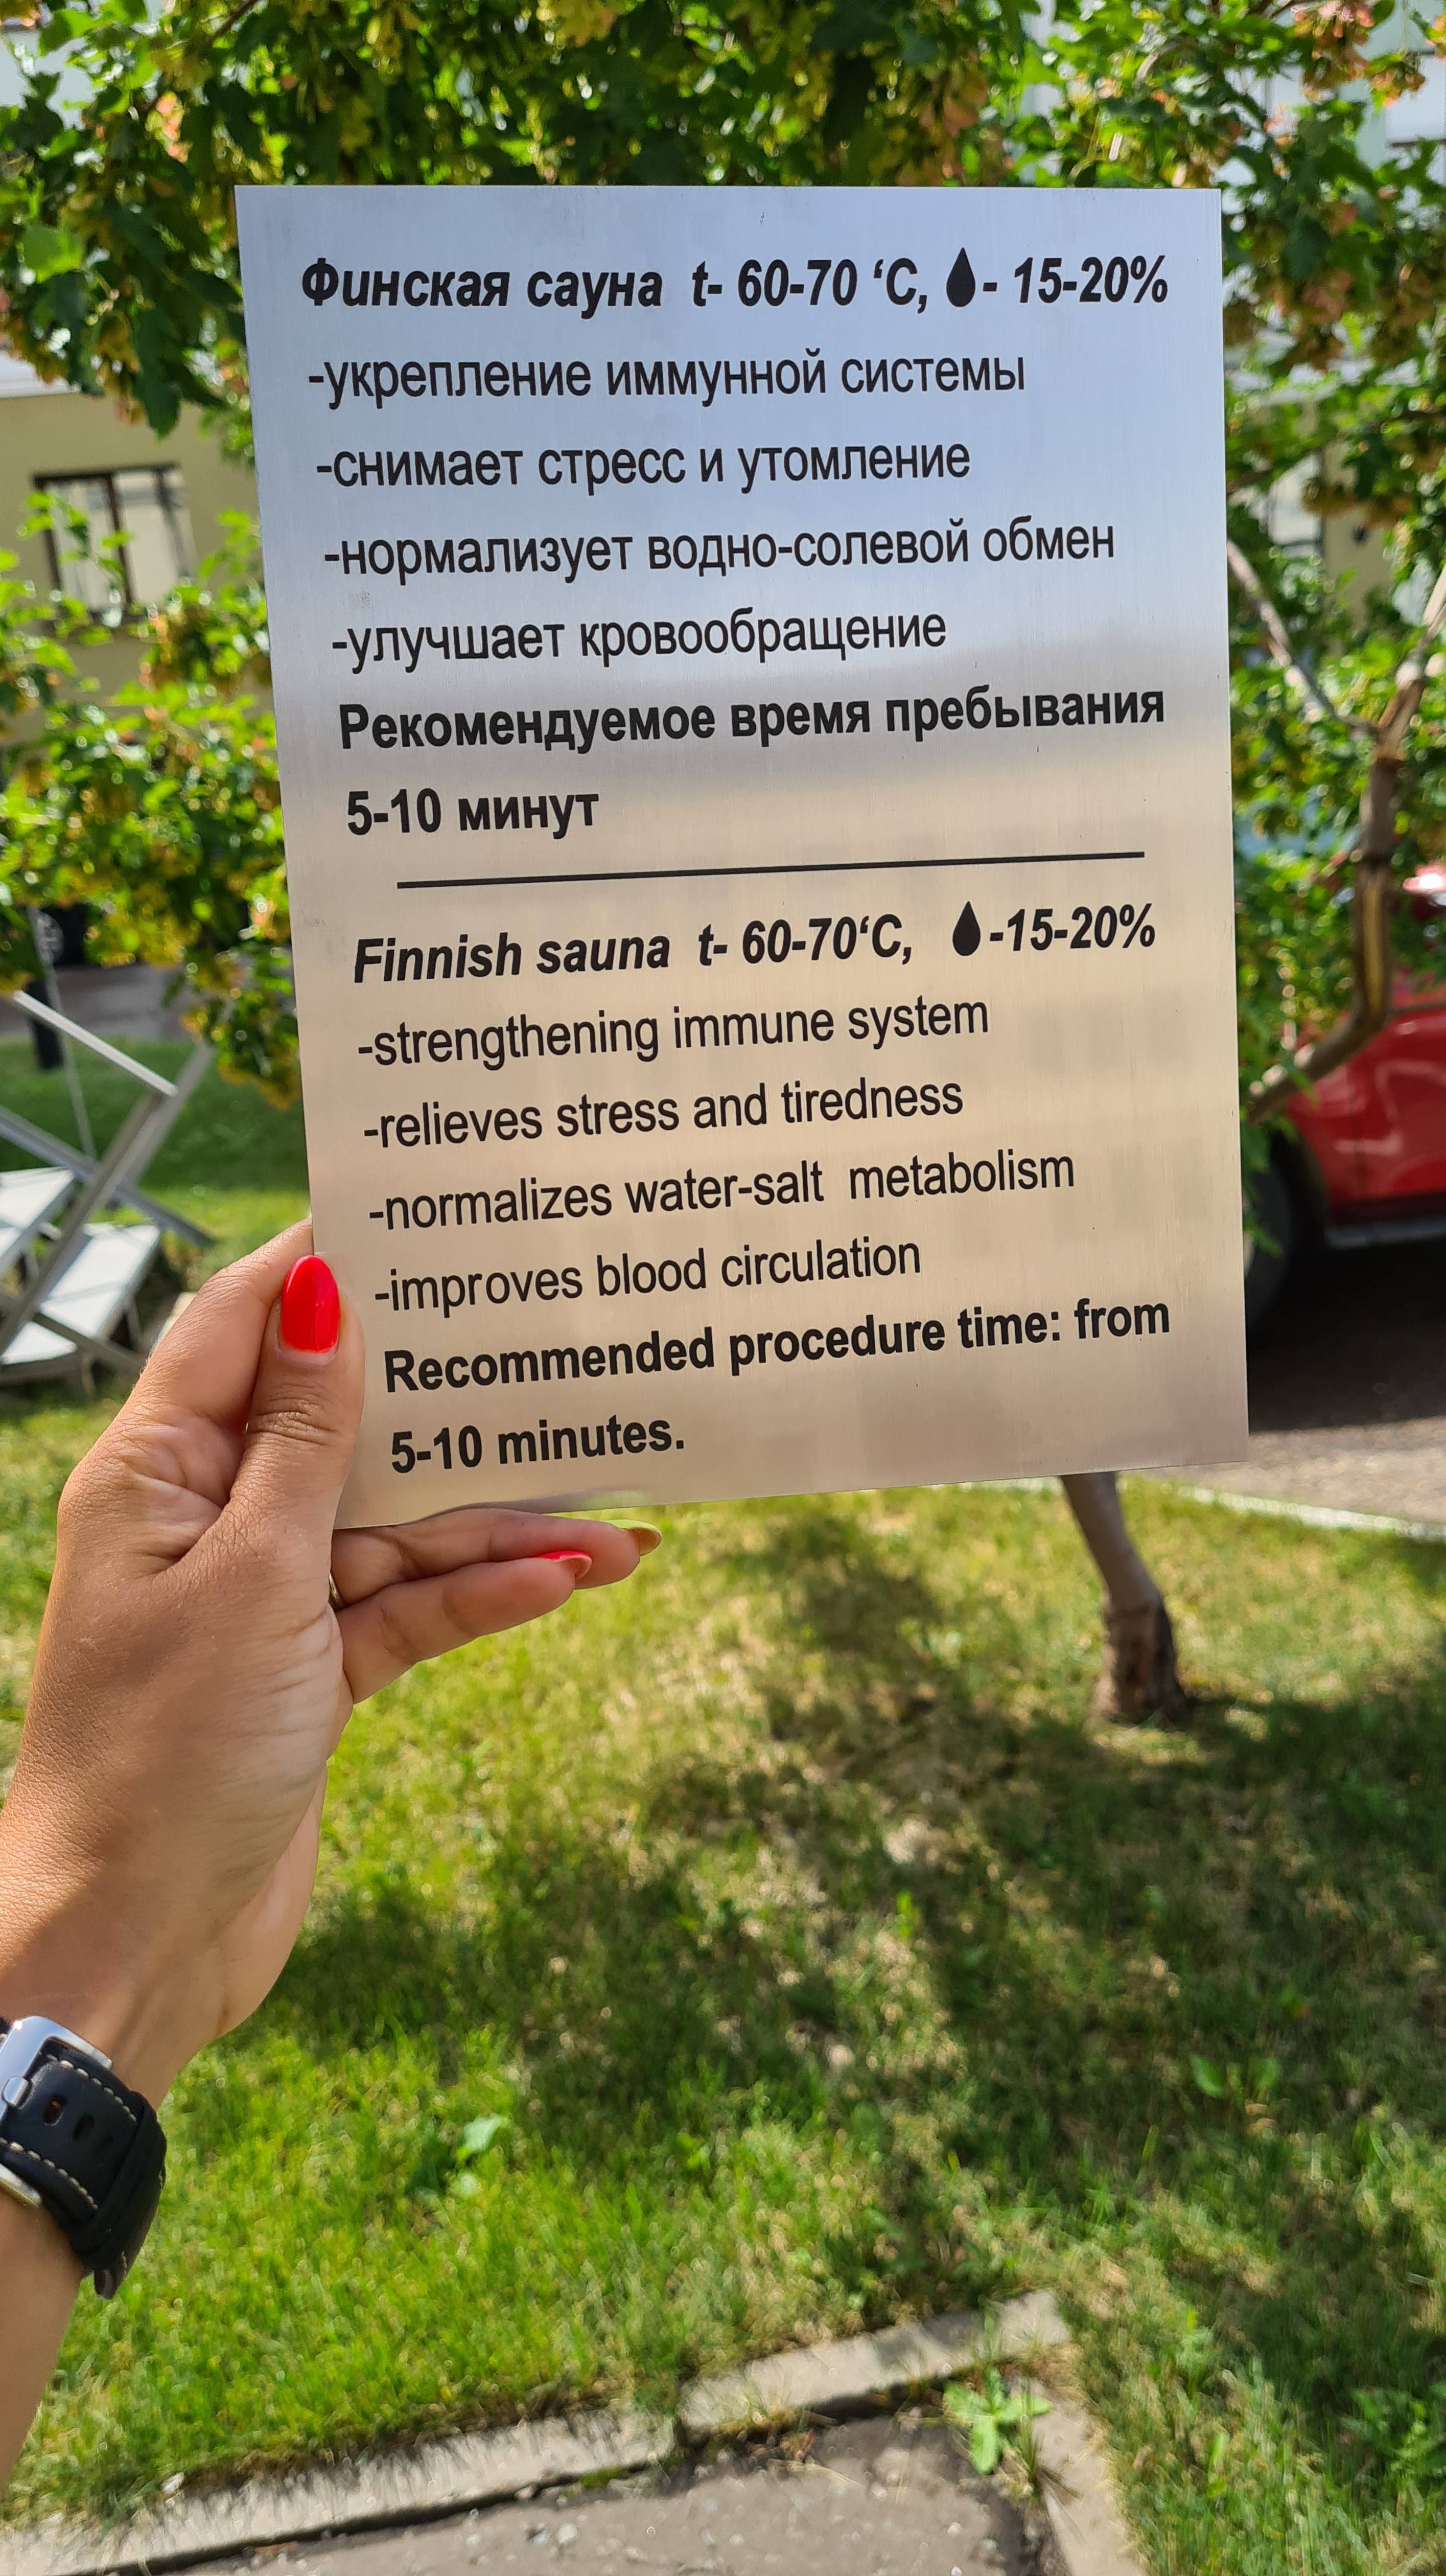 Финская сауна t- 60-70 ‘C, 💧- 15-20%
-укрепление иммунной системы
-снимает стресс и утомление
-нормализует водно-солевой обмен
-улучшает кровообращение
Рекомендуемое время пребывания
5-10 минут
Finnish sauna t- 60-70‘C, 💧-15-20%
-strengthening immune system
-relieves stress and tiredness
-normalizes water-salt metabolism
-improves blood circulation
Recommended procedure time: from
5-10 minutes.